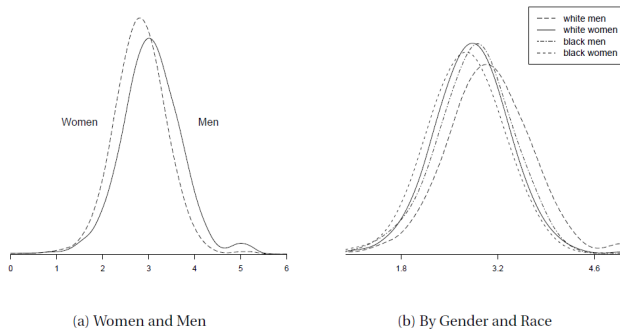 white men
white women
black men
black women
Women
Men
0 1 2 3 4 5 6
1.8 3.2 4.6
(a) Women and Men
(b) By Gender and Race